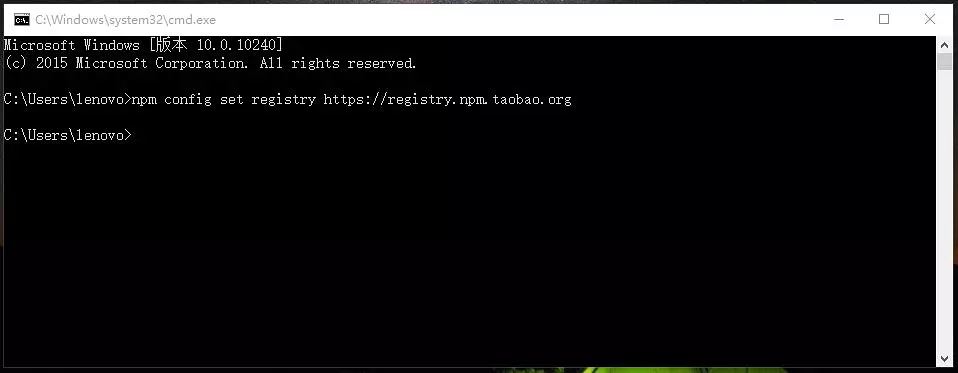 C:\Windows\system32\cmd.exe
Microsoft Windows [版本 10.0.10240]
(c) 2015 Microsoft Corporation. All rights reserved.
C:\Users\lenovo>npm config set registry https://registry.npm.taobao.org
C:\Users\lenovo>